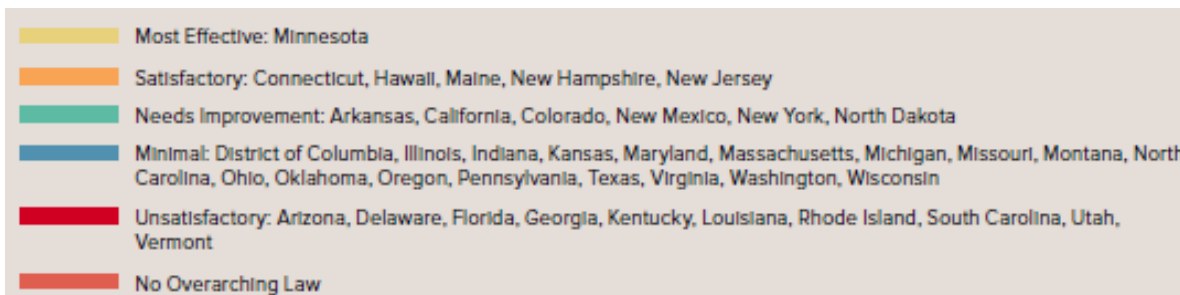 Most Effective: Minnesota
Satisfactory: Connecticut, Hawaii, Maine, New Hampshire, New Jersey
Needs Improvement: Arkansas, California, Colorado, New Mexico, New York, North Dakota
Minimal: District of Columbia, Illinois, Indiana, Kansas, Maryland, Massachusetts, Michigan, Missouri, Montana, North
Carolina, Ohio, Oklahoma, Oregon, Pennsylvania, Texas, Virginia, Washington, Wisconsin
Unsatisfactory: Arizona, Delaware, Florida, Georgia, Kentucky, Louisiana, Rhode Island, South Carolina, Utah,
Vermont
No Overarching Law